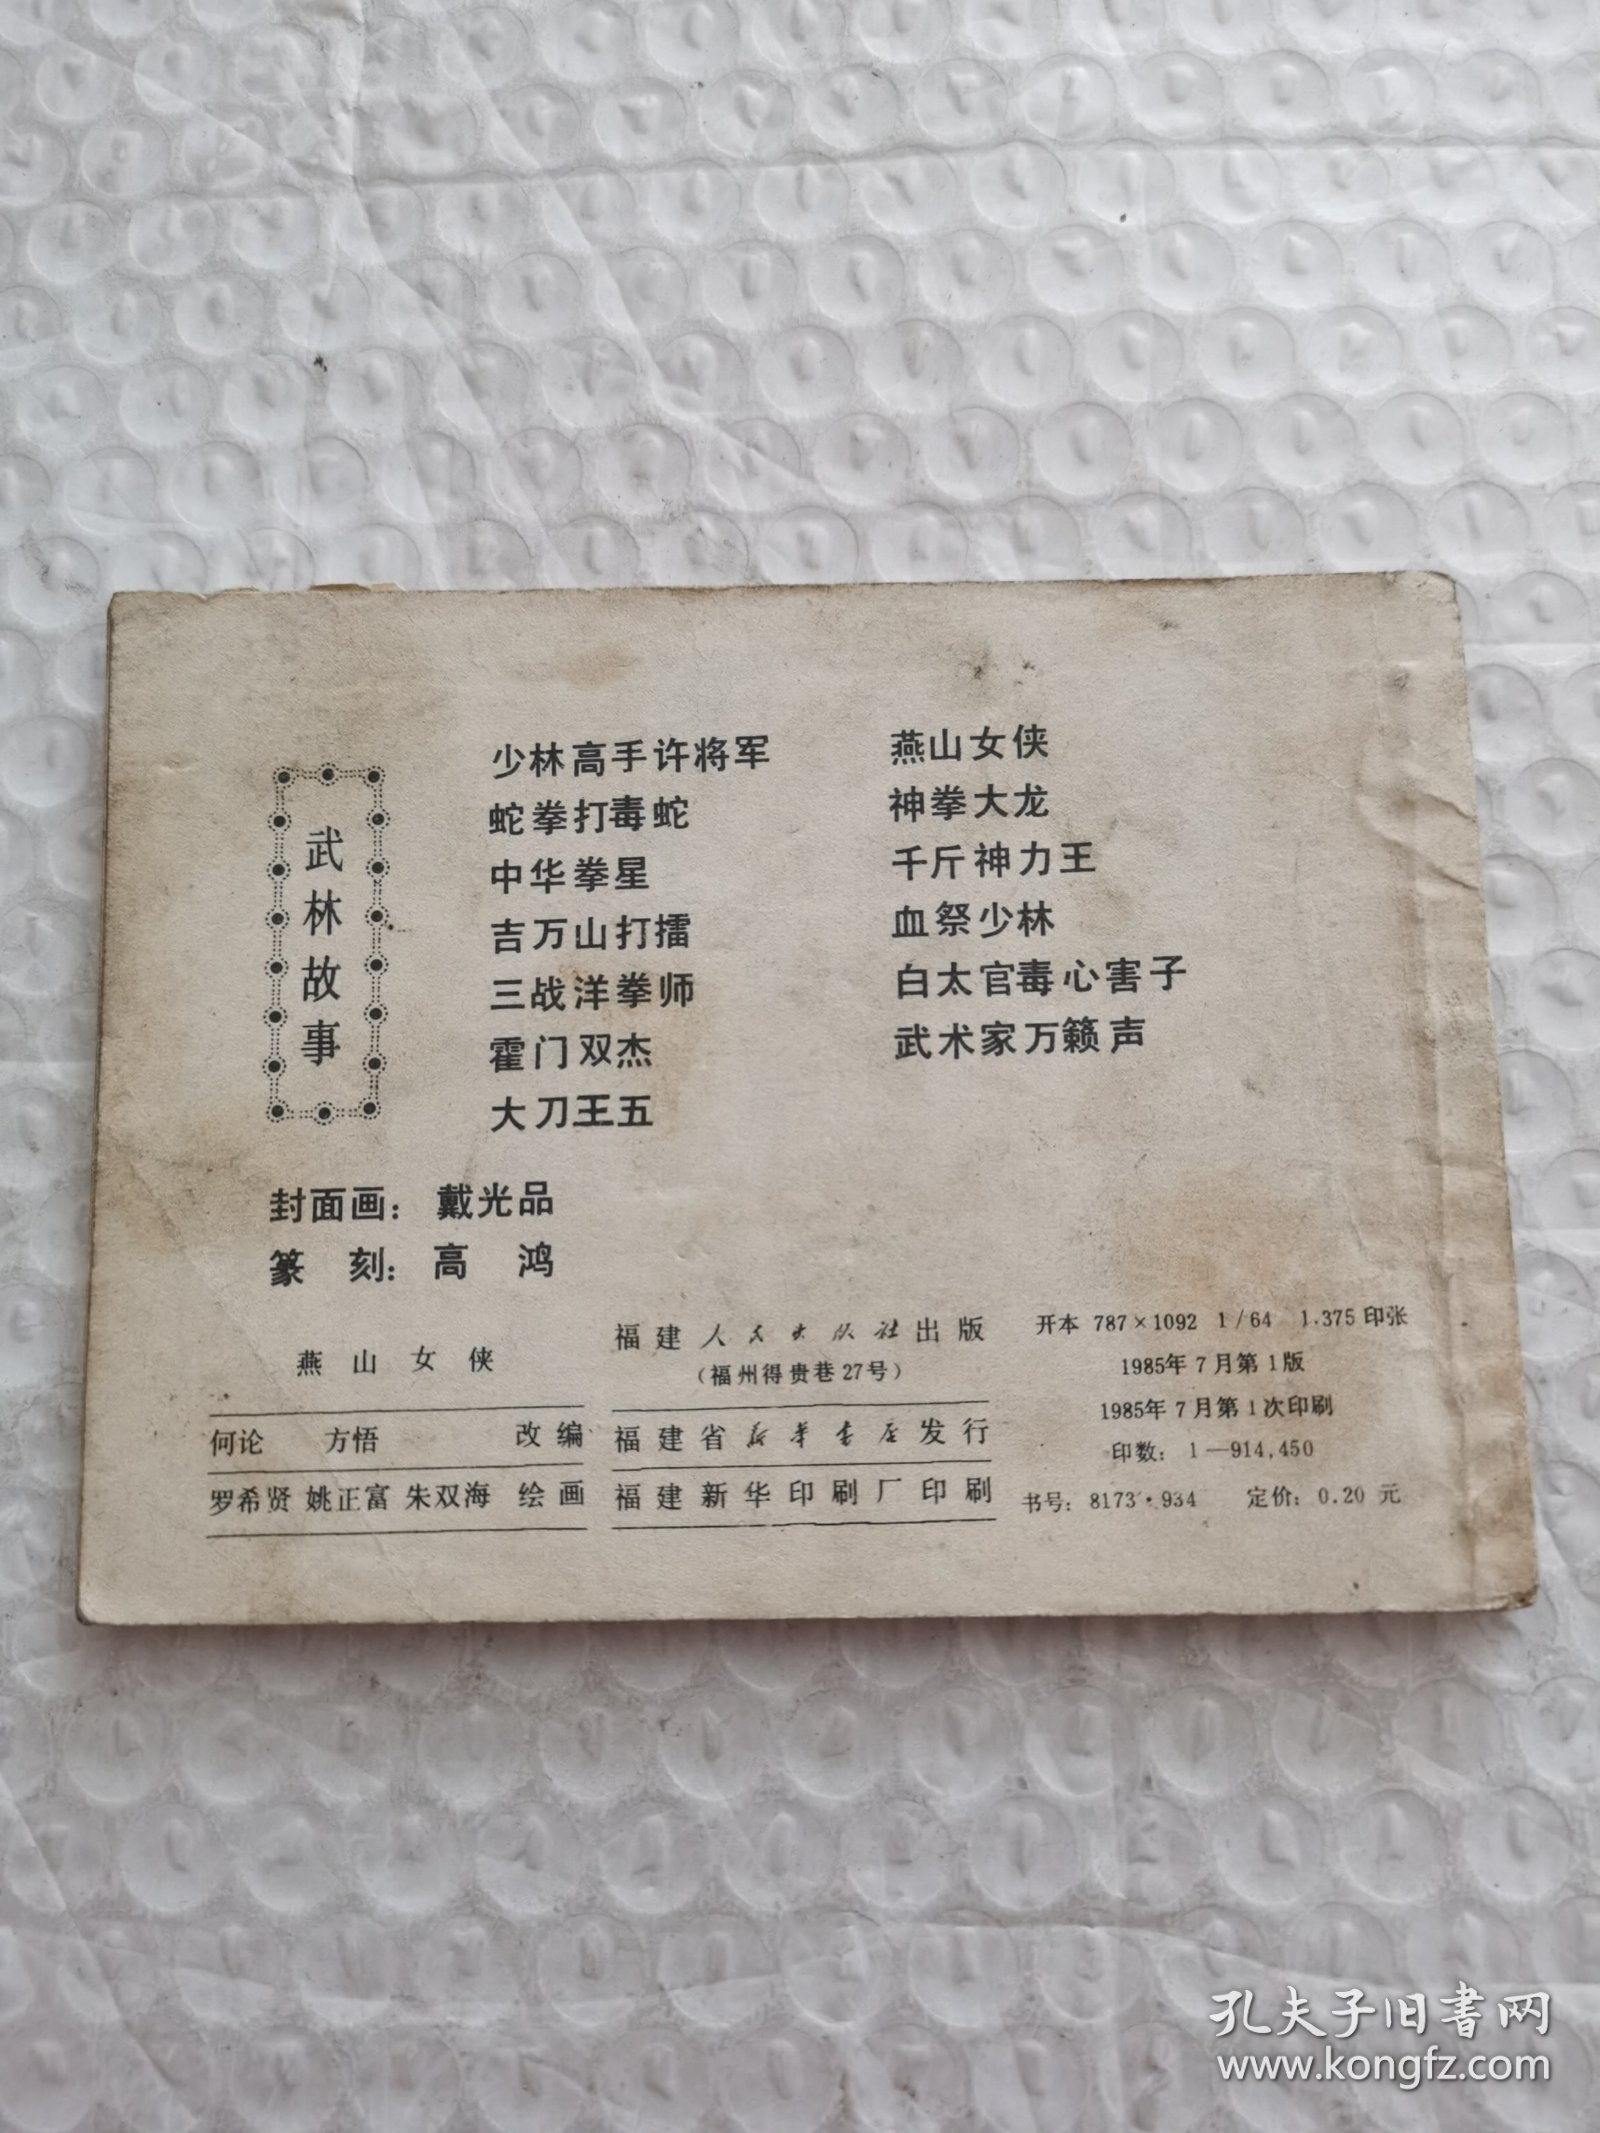 武林故事
少林高手许将军
蛇拳打毒蛇
中华拳星
吉万山打擂
三战洋拳师
霍门双杰
大刀王五
燕山女侠
神拳大龙
千斤神力王
血祭少林
白太官毒心害子
武术家万籁声
封面画：戴光品
篆 刻：高 鸿
燕山女侠
何论 方悟 改编
罗希贤 姚正富 朱双海 绘画
福建人民出版社出版
（福州得贵巷27号）
福建省新华书店发行
福建新华印刷厂印刷
开本 787×1092 1/64 1.375印张
1985年7月第1版
1985年7月第1次印刷
印数：1—914,450
书号：8173·934 定价：0.20元
孔夫子旧书网
www.kongfz.com